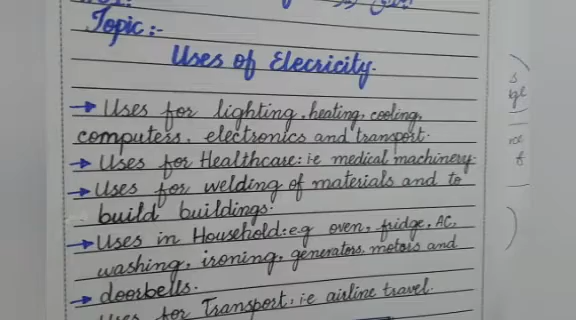 Topic:-
Uses of Elecricity.
→ Uses for lighting, heating, cooling,
computers, electronics and transport.
→ Uses for Healthcare: ie medical machinery.
→ Uses for welding of materials and to
build buildings.
→ Uses in Household: e.g oven, fridge, AC,
washing, ironing, generators, motors and
→ doorbells.
Uses for Transport, ie airline travel.